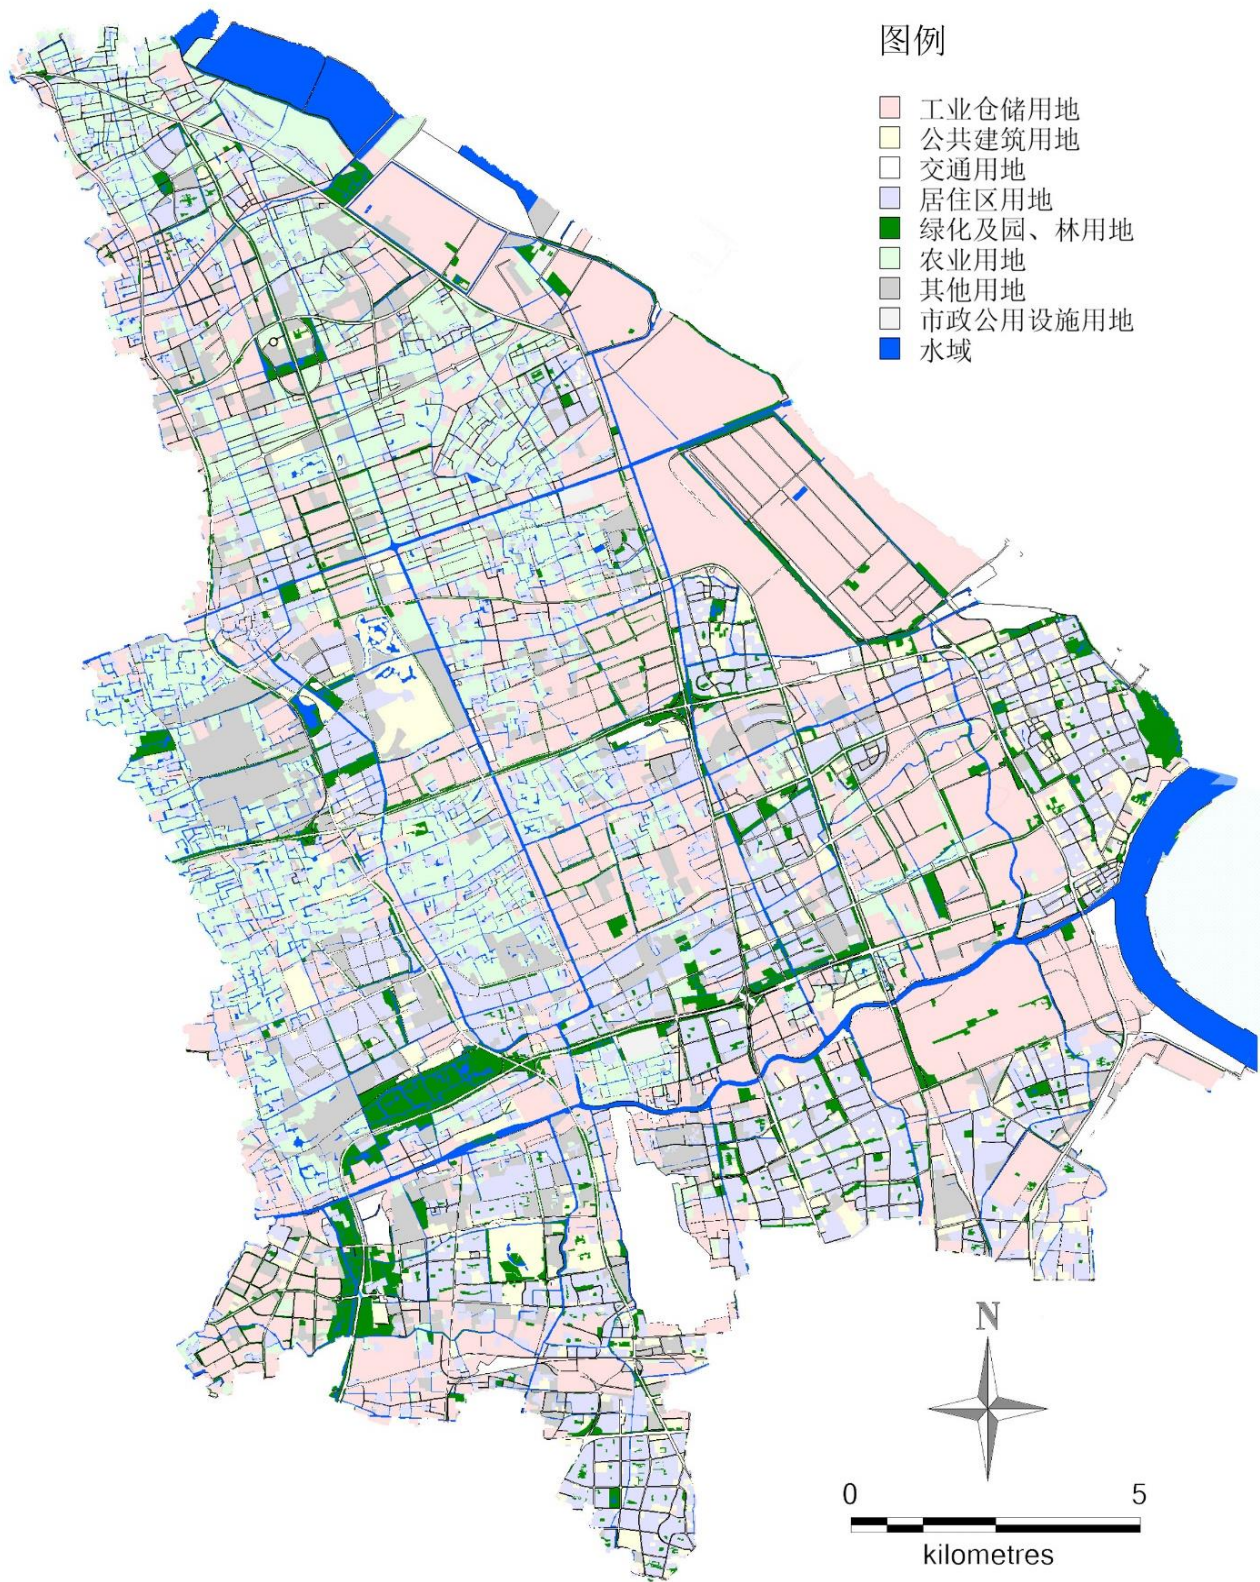 图例
工业仓储用地
公共建筑用地
交通用地
居住区用地
绿化及园、林用地
农业用地
其他用地
市政公用设施用地
水域
N
0 5
kilometres